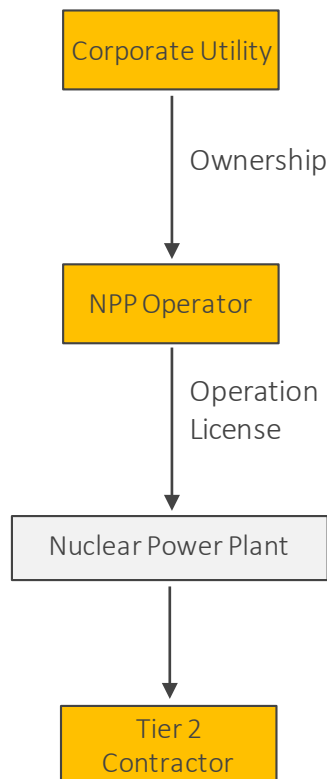 Corporate Utility
Ownership
NPP Operator
Operation
License
Nuclear Power Plant
Tier 2
Contractor